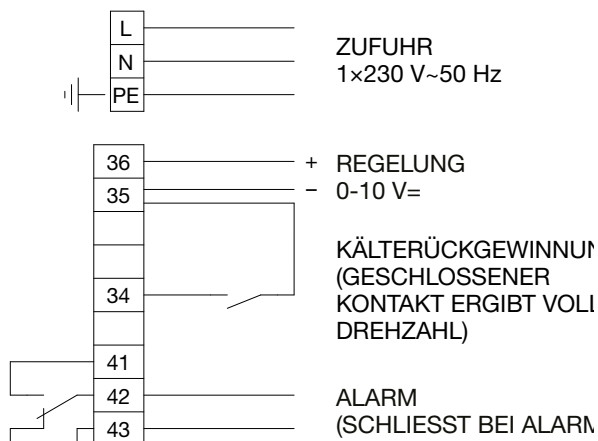 L
N
PE
ZUFUHR
1×230 V~50 Hz
36
35
34
41
42
43
+ REGELUNG
− 0-10 V=
KÄLTERÜCKGEWINNUN
(GESCHLOSSENER
KONTAKT ERGIBT VOLL
DREHZAHL)
ALARM
(SCHLIESST BEI ALARM